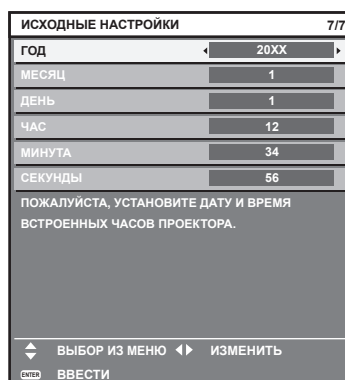 ИСХОДНЫЕ НАСТРОЙКИ 7/7
ГОД 20XX
МЕСЯЦ 1
ДЕНЬ 1
ЧАС 12
МИНУТА 34
СЕКУНДЫ 56
ПОЖАЛУЙСТА, УСТАНОВИТЕ ДАТУ И ВРЕМЯ
ВСТРОЕННЫХ ЧАСОВ ПРОЕКТОРА.
ВЫБОР ИЗ МЕНЮ ИЗМЕНИТЬ
ENTER ВВЕСТИ